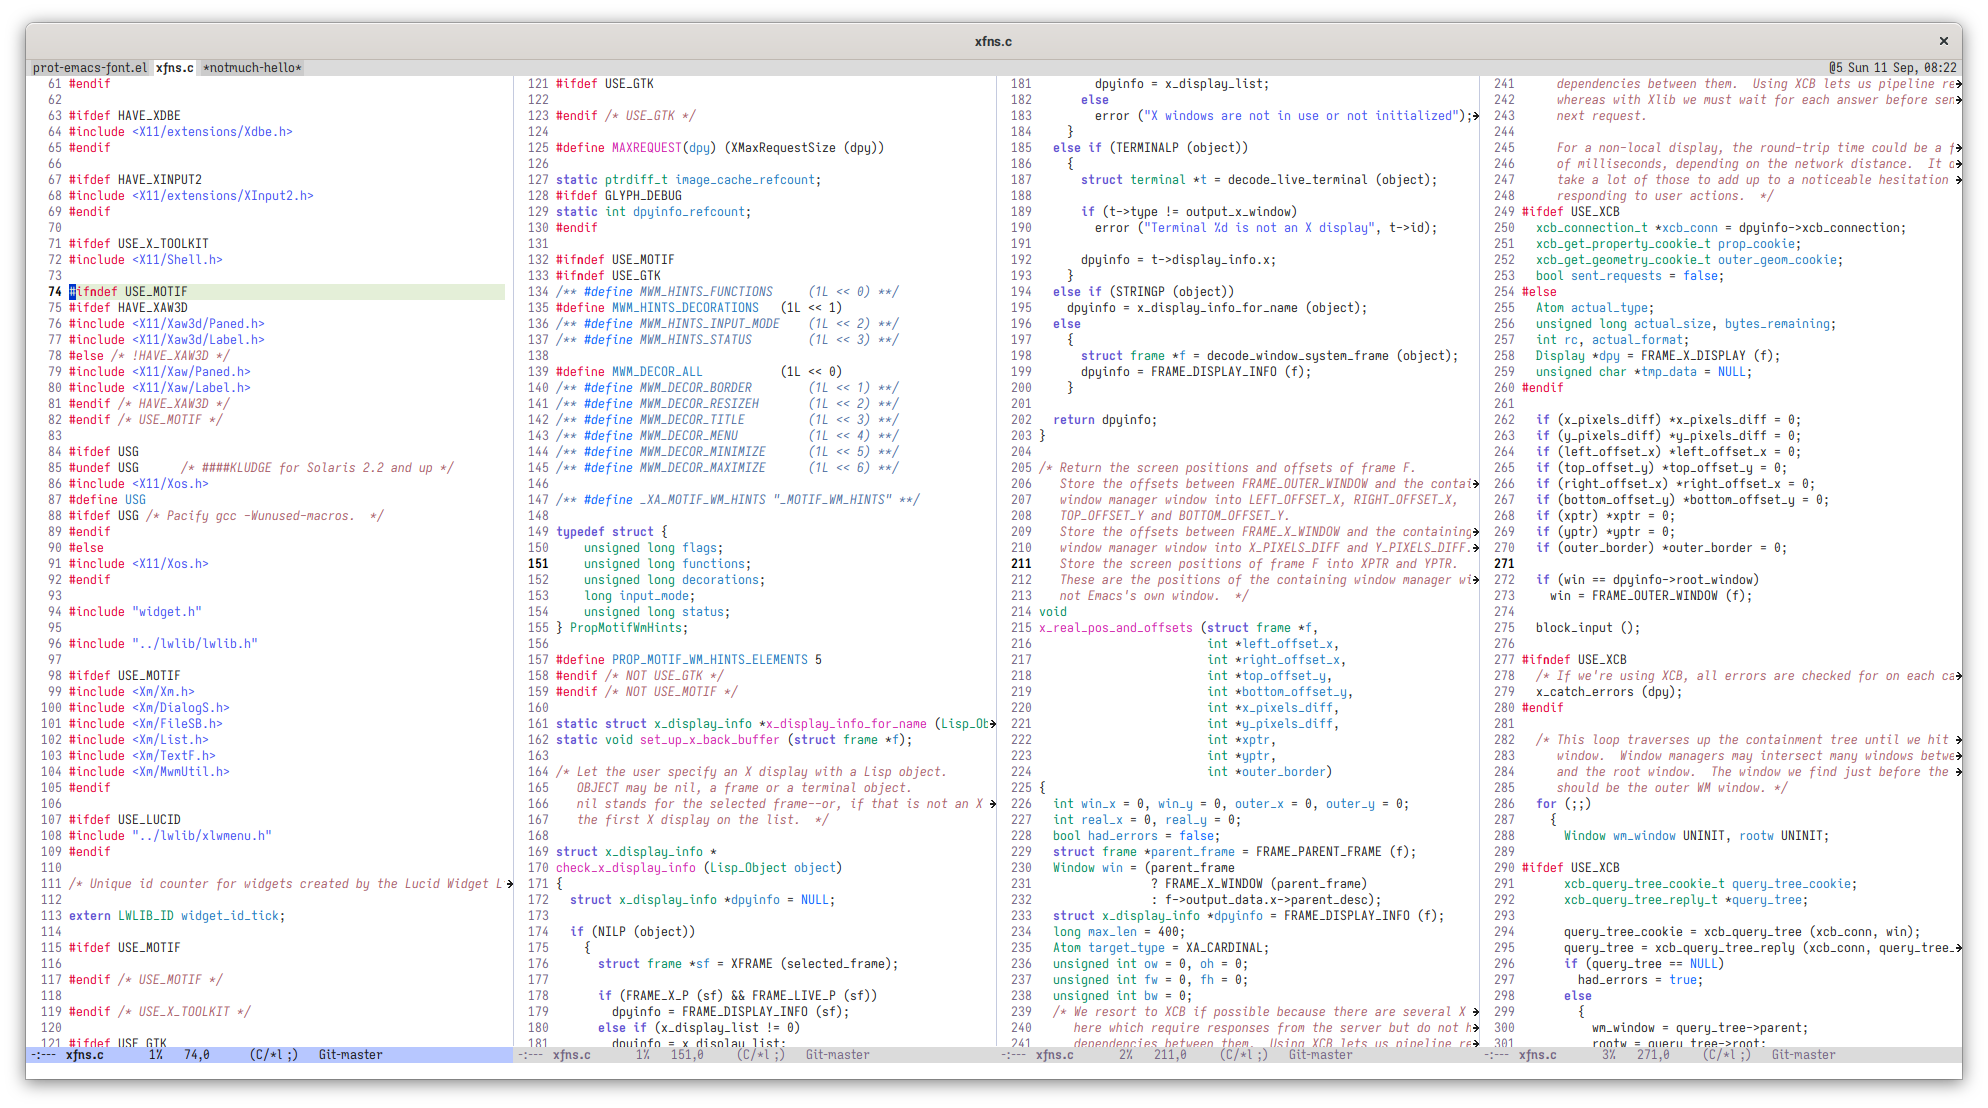 xfns.c ×
prot-emacs-font.el xfns.c *notmuch-hello* @5 Sun 11 Sep, 08:22
61 #endif
62
63 #ifdef HAVE_XDBE
64 #include <X11/extensions/Xdbe.h>
65 #endif
66
67 #ifdef HAVE_XINPUT2
68 #include <X11/extensions/XInput2.h>
69 #endif
70
71 #ifdef USE_X_TOOLKIT
72 #include <X11/Shell.h>
73
74 #ifndef USE_MOTIF
75 #ifdef HAVE_XAW3D
76 #include <X11/Xaw3d/Paned.h>
77 #include <X11/Xaw3d/Label.h>
78 #else /* !HAVE_XAW3D */
79 #include <X11/Xaw/Paned.h>
80 #include <X11/Xaw/Label.h>
81 #endif /* HAVE_XAW3D */
82 #endif /* USE_MOTIF */
83
84 #ifdef USG
85 #undef USG /* ####KLUDGE for Solaris 2.2 and up */
86 #include <X11/Xos.h>
87 #define USG
88 #ifdef USG /* Pacify gcc -Wunused-macros. */
89 #endif
90 #else
91 #include <X11/Xos.h>
92 #endif
93
94 #include "widget.h"
95
96 #include "../lwlib/lwlib.h"
97
98 #ifdef USE_MOTIF
99 #include <Xm/Xm.h>
100 #include <Xm/DialogS.h>
101 #include <Xm/FileSB.h>
102 #include <Xm/List.h>
103 #include <Xm/TextF.h>
104 #include <Xm/MwmUtil.h>
105 #endif
106
107 #ifdef USE_LUCID
108 #include "../lwlib/xlwmenu.h"
109 #endif
110
111 /* Unique id counter for widgets created by the Lucid Widget L
112
113 extern LWLIB_ID widget_id_tick;
114
115 #ifdef USE_MOTIF
116
117 #endif /* USE_MOTIF */
118
119 #endif /* USE_X_TOOLKIT */
120
121 #ifdef USE_GTK
-:--- xfns.c 1% 74,0 (C/*l ;) Git-master
121 #ifdef USE_GTK
122
123 #endif /* USE_GTK */
124
125 #define MAXREQUEST(dpy) (XMaxRequestSize (dpy))
126
127 static ptrdiff_t image_cache_refcount;
128 #ifdef GLYPH_DEBUG
129 static int dpyinfo_refcount;
130 #endif
131
132 #ifndef USE_MOTIF
133 #ifndef USE_GTK
134 /** #define MWM_HINTS_FUNCTIONS (1L << 0) **/
135 #define MWM_HINTS_DECORATIONS (1L << 1)
136 /** #define MWM_HINTS_INPUT_MODE (1L << 2) **/
137 /** #define MWM_HINTS_STATUS (1L << 3) **/
138
139 #define MWM_DECOR_ALL (1L << 0)
140 /** #define MWM_DECOR_BORDER (1L << 1) **/
141 /** #define MWM_DECOR_RESIZEH (1L << 2) **/
142 /** #define MWM_DECOR_TITLE (1L << 3) **/
143 /** #define MWM_DECOR_MENU (1L << 4) **/
144 /** #define MWM_DECOR_MINIMIZE (1L << 5) **/
145 /** #define MWM_DECOR_MAXIMIZE (1L << 6) **/
146
147 /** #define _XA_MOTIF_WM_HINTS "_MOTIF_WM_HINTS" **/
148
149 typedef struct {
150 unsigned long flags;
151 unsigned long functions;
152 unsigned long decorations;
153 long input_mode;
154 unsigned long status;
155 } PropMotifWmHints;
156
157 #define PROP_MOTIF_WM_HINTS_ELEMENTS 5
158 #endif /* NOT USE_GTK */
159 #endif /* NOT USE_MOTIF */
160
161 static struct x_display_info *x_display_info_for_name (Lisp_Ob
162 static void set_up_x_back_buffer (struct frame *f);
163
164 /* Let the user specify an X display with a Lisp object.
165 OBJECT may be nil, a frame or a terminal object.
166 nil stands for the selected frame--or, if that is not an X
167 the first X display on the list. */
168
169 struct x_display_info *
170 check_x_display_info (Lisp_Object object)
171 {
172 struct x_display_info *dpyinfo = NULL;
173
174 if (NILP (object))
175 {
176 struct frame *sf = XFRAME (selected_frame);
177
178 if (FRAME_X_P (sf) && FRAME_LIVE_P (sf))
179 dpyinfo = FRAME_DISPLAY_INFO (sf);
180 else if (x_display_list != 0)
181 dpyinfo = x_display_list;
-:--- xfns.c 1% 151,0 (C/*l ;) Git-master
181 dpyinfo = x_display_list;
182 else
183 error ("X windows are not in use or not initialized");
184 }
185 else if (TERMINALP (object))
186 {
187 struct terminal *t = decode_live_terminal (object);
188
189 if (t->type != output_x_window)
190 error ("Terminal %d is not an X display", t->id);
191
192 dpyinfo = t->display_info.x;
193 }
194 else if (STRINGP (object))
195 dpyinfo = x_display_info_for_name (object);
196 else
197 {
198 struct frame *f = decode_window_system_frame (object);
199 dpyinfo = FRAME_DISPLAY_INFO (f);
200 }
201
202 return dpyinfo;
203 }
204
205 /* Return the screen positions and offsets of frame F.
206 Store the offsets between FRAME_OUTER_WINDOW and the contai
207 window manager window into LEFT_OFFSET_X, RIGHT_OFFSET_X,
208 TOP_OFFSET_Y and BOTTOM_OFFSET_Y.
209 Store the offsets between FRAME_X_WINDOW and the containing
210 window manager window into X_PIXELS_DIFF and Y_PIXELS_DIFF.
211 Store the screen positions of frame F into XPTR and YPTR.
212 These are the positions of the containing window manager wi
213 not Emacs's own window. */
214 void
215 x_real_pos_and_offsets (struct frame *f,
216 int *left_offset_x,
217 int *right_offset_x,
218 int *top_offset_y,
219 int *bottom_offset_y,
220 int *x_pixels_diff,
221 int *y_pixels_diff,
222 int *xptr,
223 int *yptr,
224 int *outer_border)
225 {
226 int win_x = 0, win_y = 0, outer_x = 0, outer_y = 0;
227 int real_x = 0, real_y = 0;
228 bool had_errors = false;
229 struct frame *parent_frame = FRAME_PARENT_FRAME (f);
230 Window win = (parent_frame
231 ? FRAME_X_WINDOW (parent_frame)
232 : f->output_data.x->parent_desc);
233 struct x_display_info *dpyinfo = FRAME_DISPLAY_INFO (f);
234 long max_len = 400;
235 Atom target_type = XA_CARDINAL;
236 unsigned int ow = 0, oh = 0;
237 unsigned int fw = 0, fh = 0;
238 unsigned int bw = 0;
239 /* We resort to XCB if possible because there are several X
240 here which require responses from the server but do not h
241 dependencies between them. Using XCB lets us pipeline re
-:--- xfns.c 2% 211,0 (C/*l ;) Git-master
241 dependencies between them. Using XCB lets us pipeline re
242 whereas with Xlib we must wait for each answer before sen
243 next request.
244
245 For a non-local display, the round-trip time could be a f
246 of milliseconds, depending on the network distance. It d
247 take a lot of those to add up to a noticeable hesitation
248 responding to user actions. */
249 #ifdef USE_XCB
250 xcb_connection_t *xcb_conn = dpyinfo->xcb_connection;
251 xcb_get_property_cookie_t prop_cookie;
252 xcb_get_geometry_cookie_t outer_geom_cookie;
253 bool sent_requests = false;
254 #else
255 Atom actual_type;
256 unsigned long actual_size, bytes_remaining;
257 int rc, actual_format;
258 Display *dpy = FRAME_X_DISPLAY (f);
259 unsigned char *tmp_data = NULL;
260 #endif
261
262 if (x_pixels_diff) *x_pixels_diff = 0;
263 if (y_pixels_diff) *y_pixels_diff = 0;
264 if (left_offset_x) *left_offset_x = 0;
265 if (top_offset_y) *top_offset_y = 0;
266 if (right_offset_x) *right_offset_x = 0;
267 if (bottom_offset_y) *bottom_offset_y = 0;
268 if (xptr) *xptr = 0;
269 if (yptr) *yptr = 0;
270 if (outer_border) *outer_border = 0;
271
272 if (win == dpyinfo->root_window)
273 win = FRAME_OUTER_WINDOW (f);
274
275 block_input ();
276
277 #ifndef USE_XCB
278 /* If we're using XCB, all errors are checked for on each ca
279 x_catch_errors (dpy);
280 #endif
281
282 /* This loop traverses up the containment tree until we hit
283 window. Window managers may intersect many windows betwe
284 and the root window. The window we find just before the
285 should be the outer WM window. */
286 for (;;)
287 {
288 Window wm_window UNINIT, rootw UNINIT;
289
290 #ifdef USE_XCB
291 xcb_query_tree_cookie_t query_tree_cookie;
292 xcb_query_tree_reply_t *query_tree;
293
294 query_tree_cookie = xcb_query_tree (xcb_conn, win);
295 query_tree = xcb_query_tree_reply (xcb_conn, query_tree_
296 if (query_tree == NULL)
297 had_errors = true;
298 else
299 {
300 wm_window = query_tree->parent;
301 rootw = query_tree->root;
-:--- xfns.c 3% 271,0 (C/*l ;) Git-master